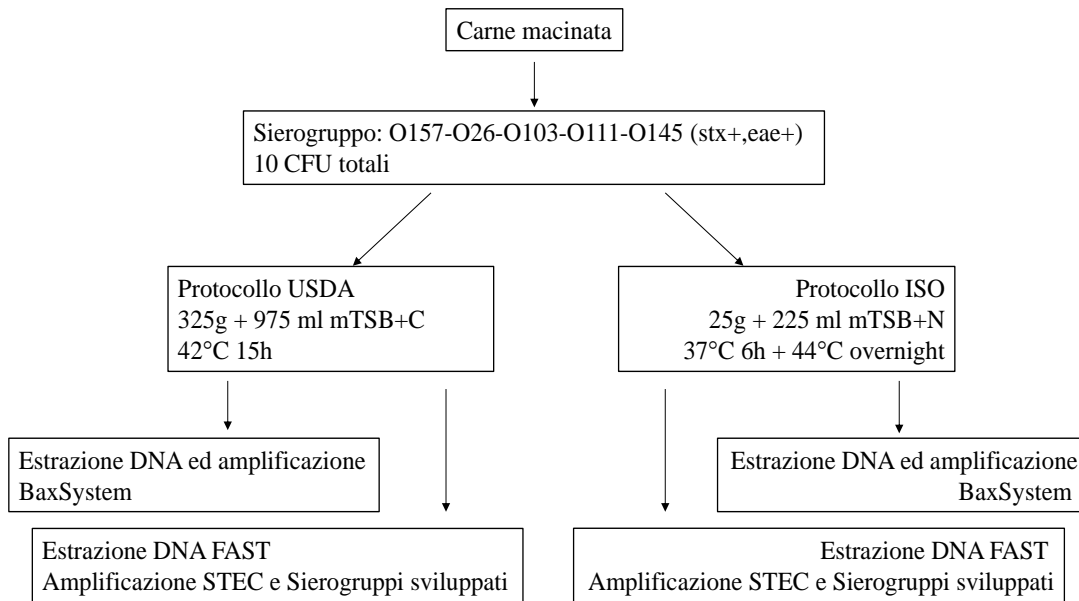 Carne macinata
Sierogruppo: O157-O26-O103-O111-O145 (stx+,eae+)
10 CFU totali
Protocollo USDA
325g + 975 ml mTSB+C
42°C 15h
Protocollo ISO
25g + 225 ml mTSB+N
37°C 6h + 44°C overnight
Estrazione DNA ed amplificazione
BaxSystem
Estrazione DNA ed amplificazione
BaxSystem
Estrazione DNA FAST
Amplificazione STEC e Sierogruppi sviluppati
Estrazione DNA FAST
Amplificazione STEC e Sierogruppi sviluppati